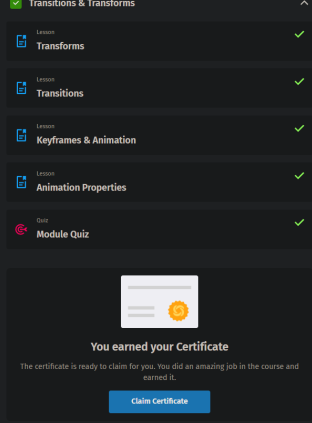 Transitions & Transforms
Lesson
Transforms
Lesson
Transitions
Lesson
Keyframes & Animation
Lesson
Animation Properties
Quiz
Module Quiz
You earned your Certificate
The certificate is ready to claim for you. You did an amazing job in the course and
earned it.
Claim Certificate